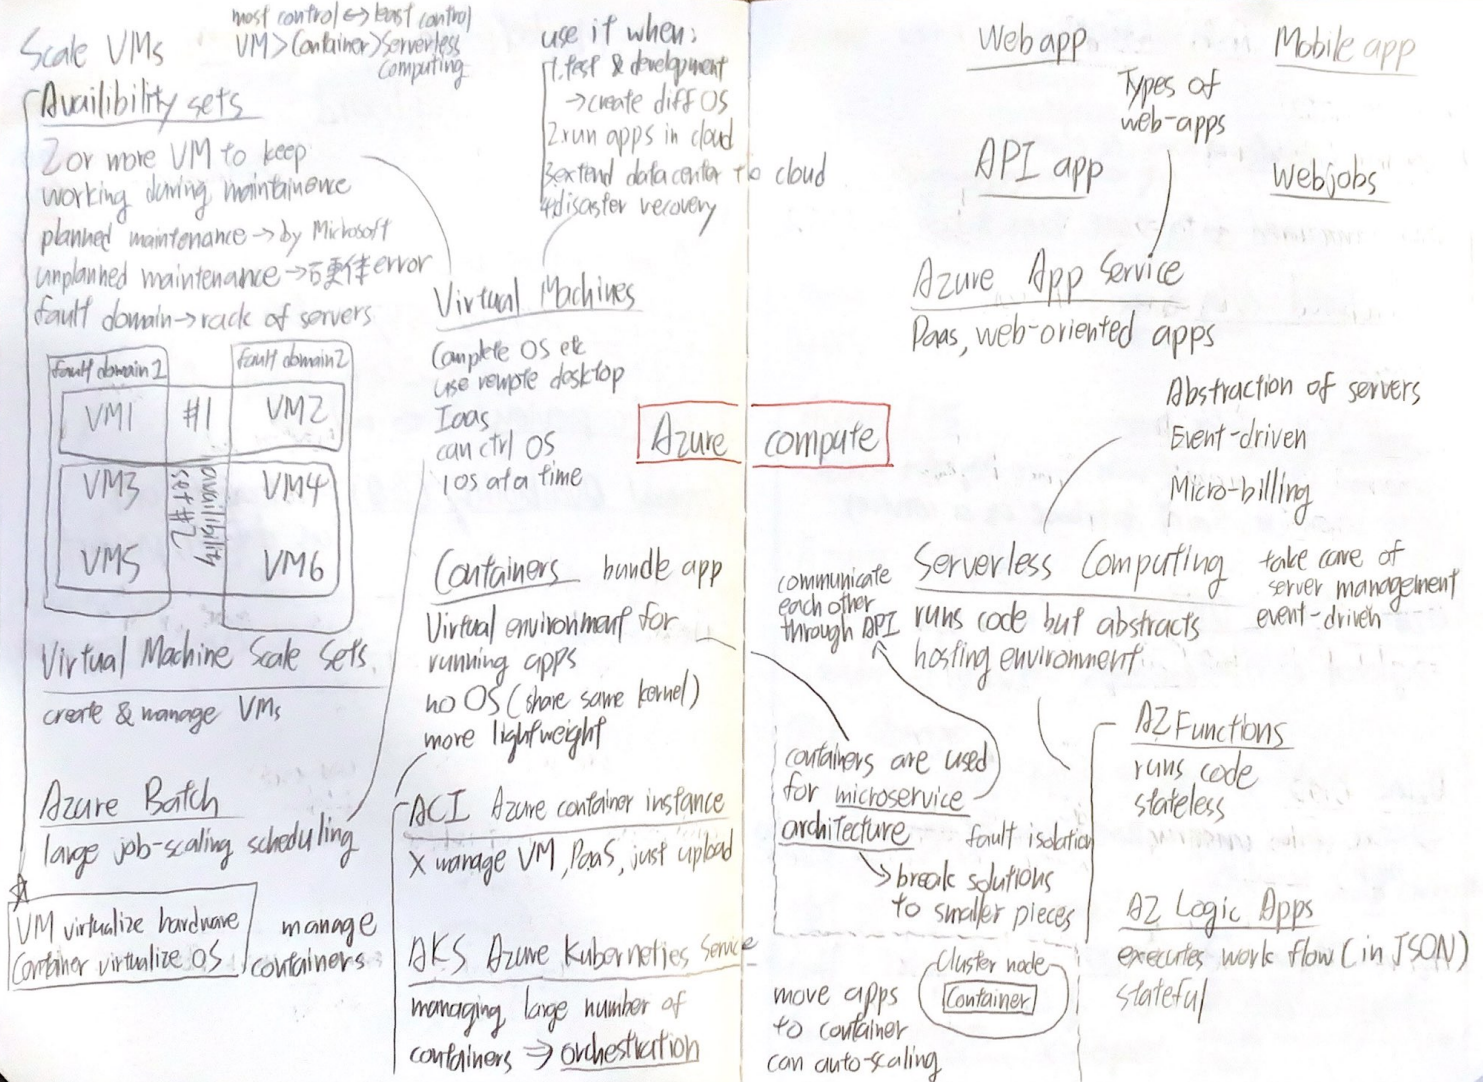 Scale VMs
most control ↔ least control
VM > Container > Serverless
computing
Availibility sets
2 or more VM to keep
working during maintainence
planned maintenance → by Microsoft
unplanned maintenance → 硬件 error
fault domain → rack of servers
fault domain 1
fault domain 2
VM1
#1
VM2
VM3
VM4
availlibility
set #2
VM5
VM6
Virtual Machine Scale Sets
create & manage VMs
Azure Batch
large job-scaling scheduling
VM virtualize hardware
Container virtualize OS
manage
containers
use it when:
1.test & development
→ create diff OS
2 run apps in cloud
3 extend data center to cloud
4 disaster recovery
Virtual Machines
Complete OS etc
use remote desktop
Iaas
can ctrl OS
1 OS at a time
Azure compute
Containers bundle app
Virtual environment for
running apps
no OS (share same kernel)
more lightweight
ACI Azure container instance
X manage VM, PaaS, just upload
AKS Azure Kuberneties Service
managing large number of
containers ⇒ orchestration
Web app
Mobile app
Types of
web-apps
API app
Webjobs
Azure App Service
Paas, web-oriented apps
Abstraction of servers
Event-driven
Micro-billing
Serverless Computing
runs code but abstracts
hosting environment
take care of
server management
event-driven
communicate
each other
through API
containers are used
for microservice
architecture
fault isolation
→ break solutions
to smaller pieces
AZ Functions
runs code
stateless
AZ Logic Apps
executes work flow (in JSON)
stateful
move apps
to container
can auto-scaling
Cluster node
Container